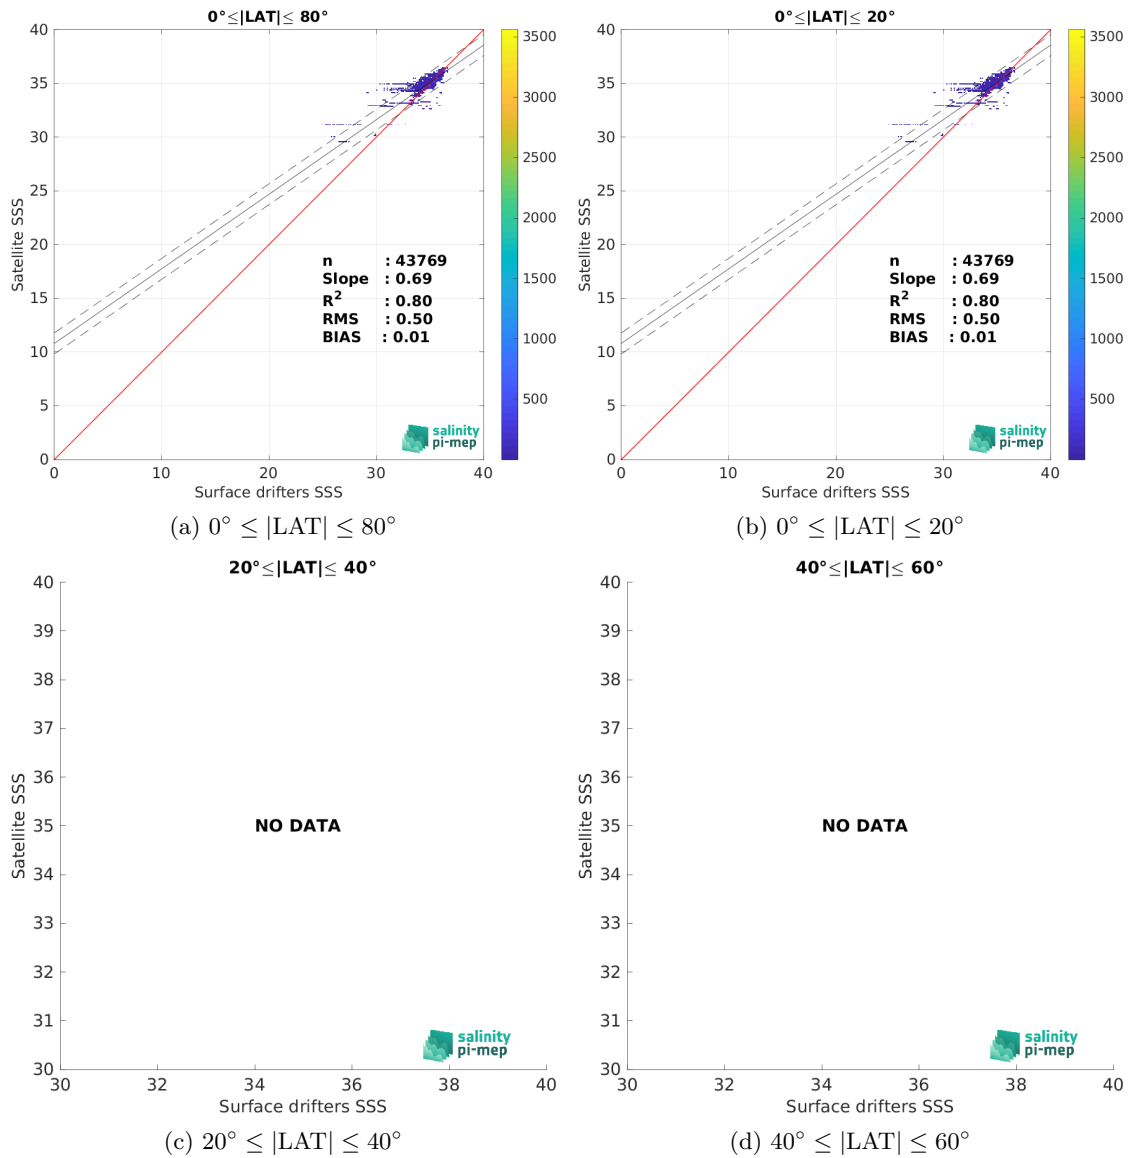 0°≤|LAT|≤ 80°
40
35
30
25
20
15
10
5
0
Satellite SSS
0
10
20
30
40
Surface drifters SSS
3500
3000
2500
2000
1500
1000
500
n : 43769
Slope : 0.69
R² : 0.80
RMS : 0.50
BIAS : 0.01
salinity
pi-mep
(a) 0° ≤ |LAT| ≤ 80°
0°≤|LAT|≤ 20°
40
35
30
25
20
15
10
5
0
Satellite SSS
0
10
20
30
40
Surface drifters SSS
3500
3000
2500
2000
1500
1000
500
n : 43769
Slope : 0.69
R² : 0.80
RMS : 0.50
BIAS : 0.01
salinity
pi-mep
(b) 0° ≤ |LAT| ≤ 20°
20°≤|LAT|≤ 40°
40
39
38
37
36
35
34
33
32
31
30
Satellite SSS
NO DATA
salinity
pi-mep
30
32
34
36
38
40
Surface drifters SSS
(c) 20° ≤ |LAT| ≤ 40°
40°≤|LAT|≤ 60°
40
39
38
37
36
35
34
33
32
31
30
Satellite SSS
NO DATA
salinity
pi-mep
30
32
34
36
38
40
Surface drifters SSS
(d) 40° ≤ |LAT| ≤ 60°